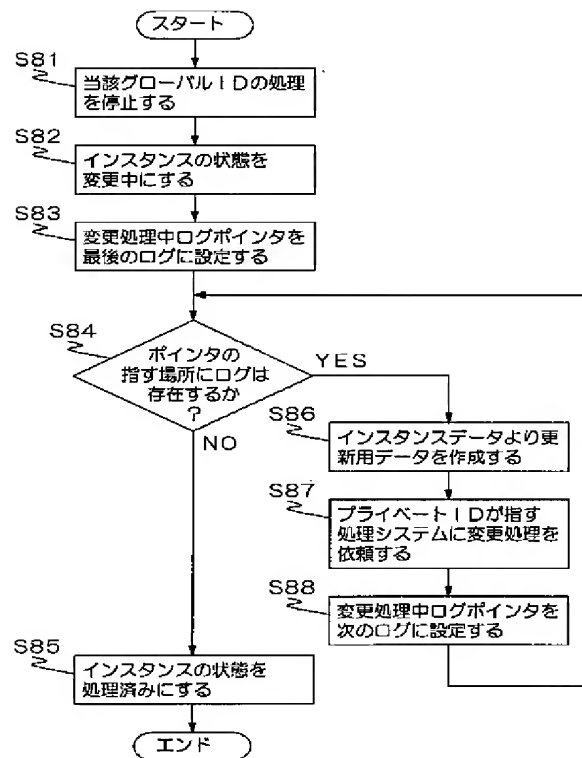 スタート
S81
当該グローバルIDの処理
を停止する
S82
インスタンスの状態を
変更中にする
S83
変更処理中ログポインタを
最後のログに設定する
S84
ポインタの
指す場所にログは
存在するか
?
YES
NO
S86
インスタンスデータより更
新用データを作成する
S87
プライベートIDが指す
処理システムに変更処理を
依頼する
S88
変更処理中ログポインタを
次のログに設定する
S85
インスタンスの状態を
処理済みにする
エンド